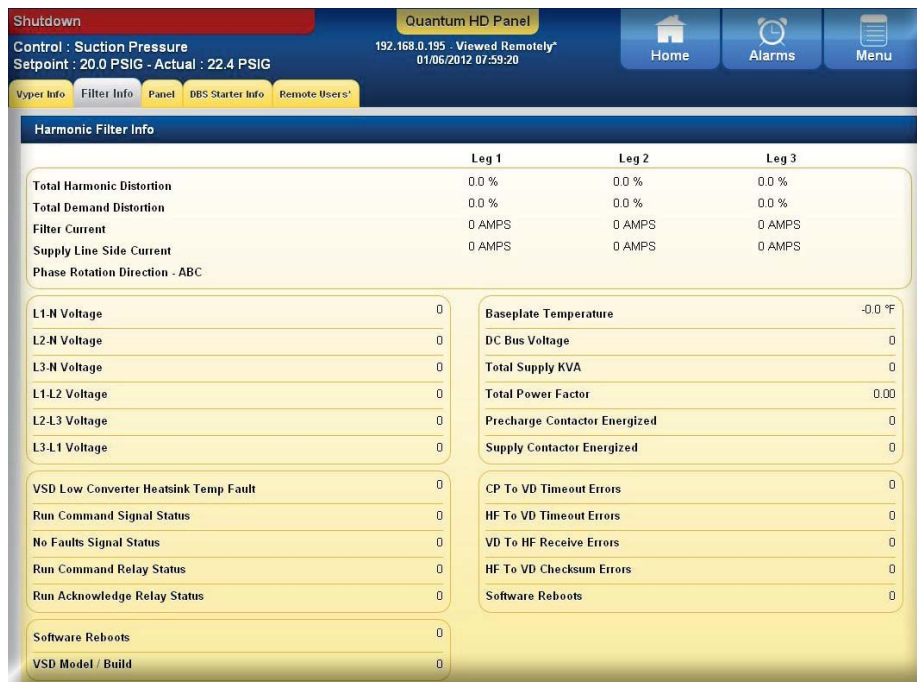 Shutdown
Control : Suction Pressure
Setpoint : 20.0 PSIG - Actual : 22.4 PSIG
Quantum HD Panel
192.168.0.195 - Viewed Remotely*
01/06/2012 07:59:20
Home
Alarms
Menu
Vyper Info
Filter Info
Panel
DBS Starter Info
Remote Users*
Harmonic Filter Info
Leg 1 Leg 2 Leg 3
Total Harmonic Distortion 0.0 % 0.0 % 0.0 %
Total Demand Distortion 0.0 % 0.0 % 0.0 %
Filter Current 0 AMPS 0 AMPS 0 AMPS
Supply Line Side Current 0 AMPS 0 AMPS 0 AMPS
Phase Rotation Direction - ABC
L1-N Voltage 0
L2-N Voltage 0
L3-N Voltage 0
L1-L2 Voltage 0
L2-L3 Voltage 0
L3-L1 Voltage 0
Baseplate Temperature -0.0 °F
DC Bus Voltage 0
Total Supply KVA 0
Total Power Factor 0.00
Precharge Contactor Energized 0
Supply Contactor Energized 0
VSD Low Converter Heatsink Temp Fault 0
Run Command Signal Status 0
No Faults Signal Status 0
Run Command Relay Status 0
Run Acknowledge Relay Status 0
CP To VD Timeout Errors 0
HF To VD Timeout Errors 0
VD To HF Receive Errors 0
HF To VD Checksum Errors 0
Software Reboots 0
Software Reboots 0
VSD Model / Build 0